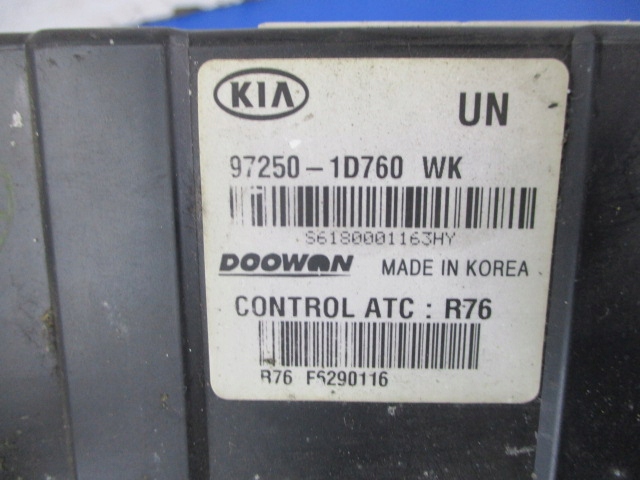 KIA
UN
97250-1D760 WK
S6180001163HY
DOOWON MADE IN KOREA
CONTROL ATC : R76
R76 F6290116